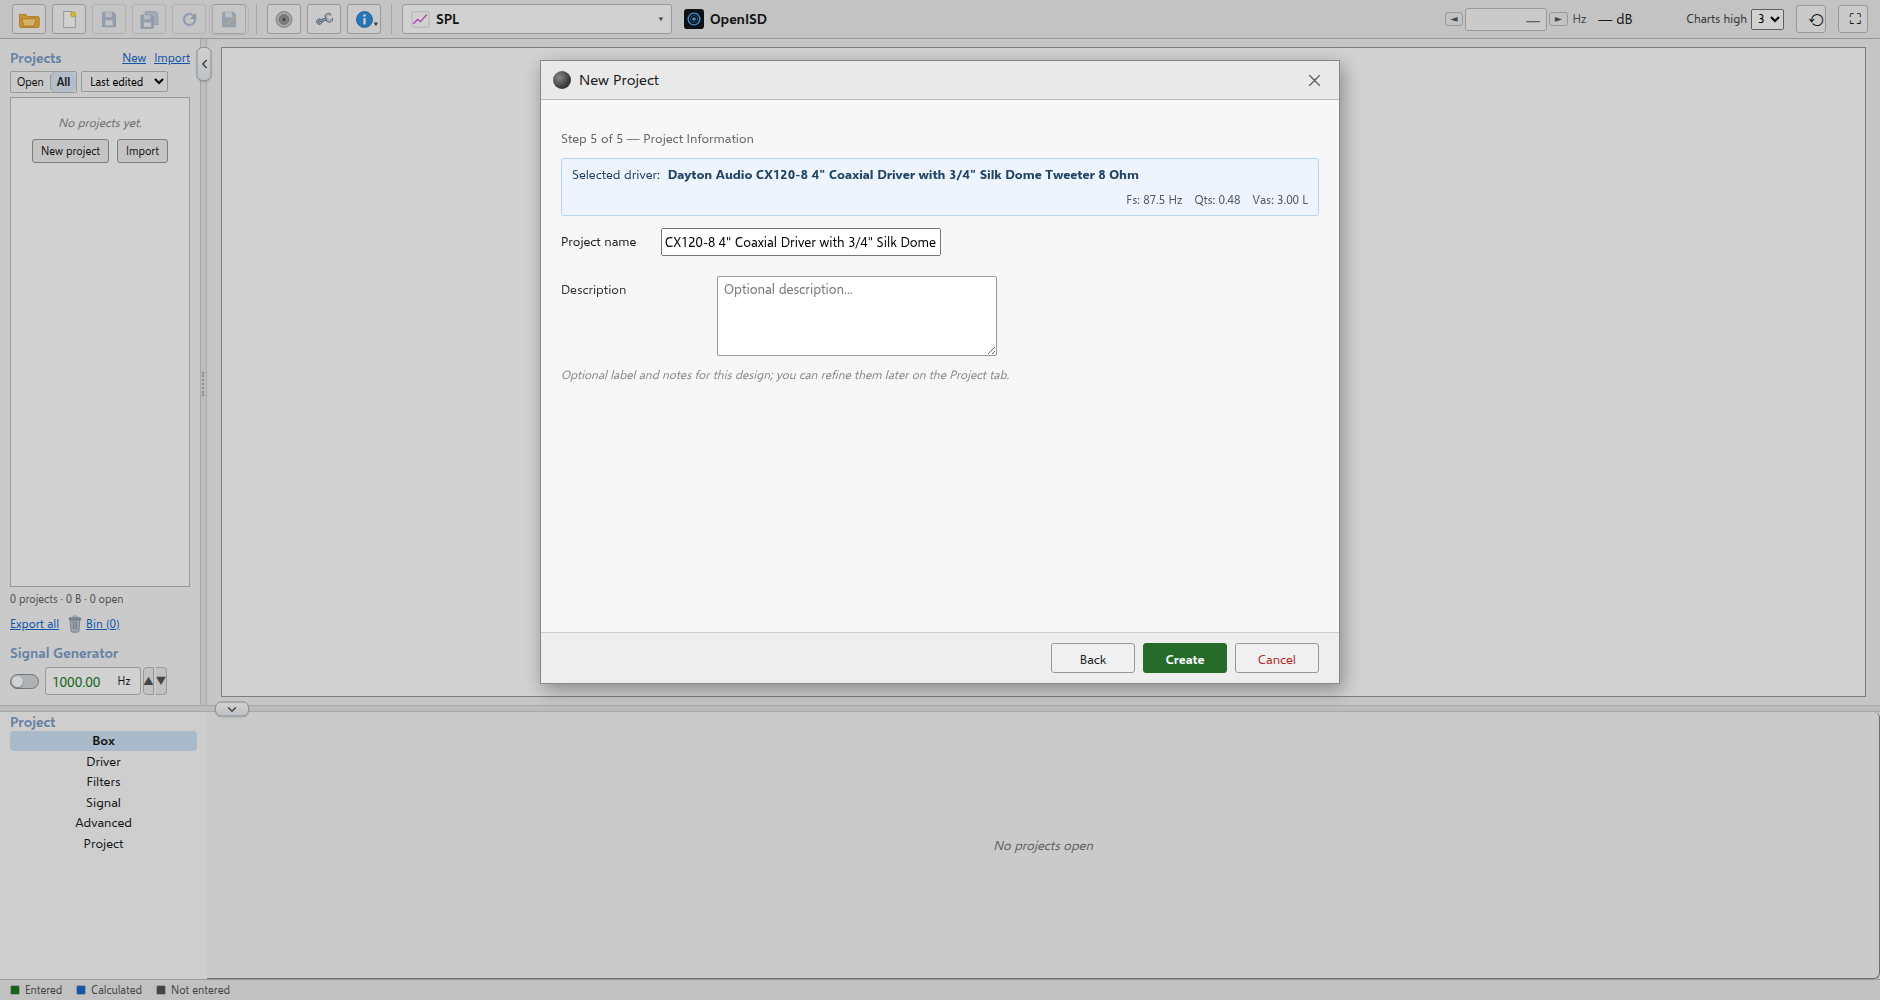 SPL
OpenISD
—
Hz
— dB
Charts high
3
Projects
New
Import
Open
All
Last edited
No projects yet.
New project
Import
0 projects · 0 B · 0 open
Export all
Bin (0)
Signal Generator
1000.00
Hz
New Project
Step 5 of 5 — Project Information
Selected driver: Dayton Audio CX120-8 4" Coaxial Driver with 3/4" Silk Dome Tweeter 8 Ohm
Fs: 87.5 Hz
Qts: 0.48
Vas: 3.00 L
Project name
CX120-8 4" Coaxial Driver with 3/4" Silk Dome
Description
Optional description...
Optional label and notes for this design; you can refine them later on the Project tab.
Back
Create
Cancel
Project
Box
Driver
Filters
Signal
Advanced
Project
No projects open
Entered
Calculated
Not entered